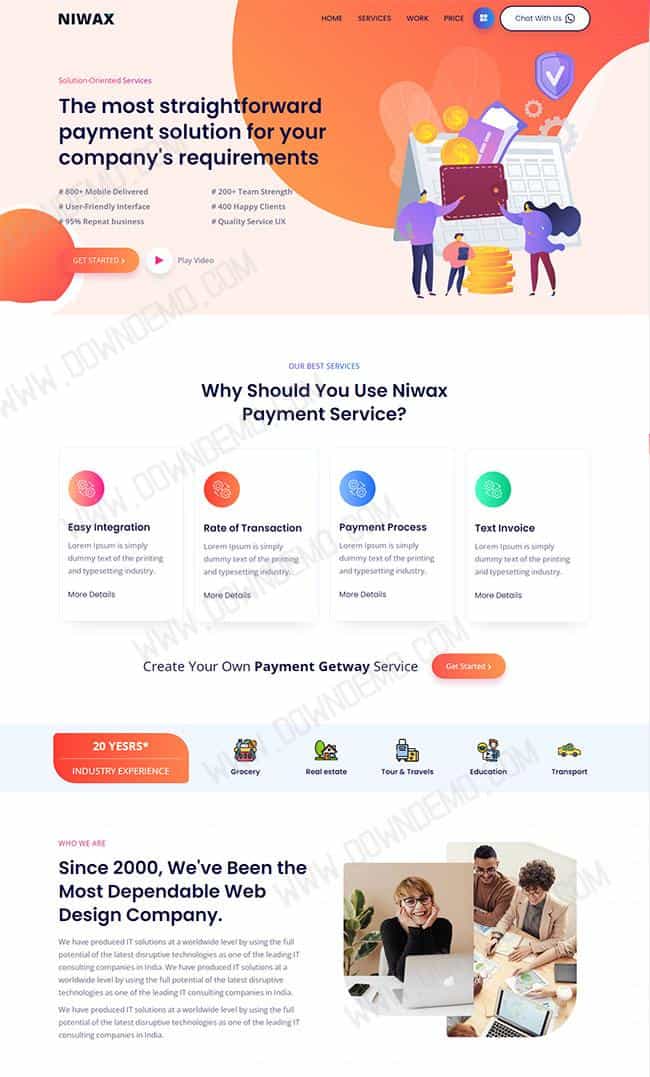 NIWAX
HOME SERVICES WORK PRICE Chat With Us
Solution-Oriented Services
The most straightforward
payment solution for your
company's requirements
# 800+ Mobile Delivered # 200+ Team Strength
# User-Friendly Interface # 400 Happy Clients
# 95% Repeat business # Quality Service UX
GET STARTED > Play Video
OUR BEST SERVICES
Why Should You Use Niwax
Payment Service?
Easy Integration
Lorem Ipsum is simply
dummy text of the printing
and typesetting industry.
More Details
Rate of Transaction
Lorem Ipsum is simply
dummy text of the printing
and typesetting industry.
More Details
Payment Process
Lorem Ipsum is simply
dummy text of the printing
and typesetting industry.
More Details
Text Invoice
Lorem Ipsum is simply
dummy text of the printing
and typesetting industry.
More Details
Create Your Own Payment Getway Service Get Started >
20 YESRS*
INDUSTRY EXPERIENCE
Grocery Real estate Tour & Travels Education Transport
WHO WE ARE
Since 2000, We've Been the
Most Dependable Web
Design Company.
We have produced IT solutions at a worldwide level by using the full
potential of the latest disruptive technologies as one of the leading IT
consulting companies in India. We have produced IT solutions at a
worldwide level by using the full potential of the latest disruptive
technologies as one of the leading IT consulting companies in India.
We have produced IT solutions at a worldwide level by using the full
potential of the latest disruptive technologies as one of the leading IT
consulting companies in India.
WWW.DOWNDEMO.COM
WWW.DOWNDEMO.COM
WWW.DOWNDEMO.COM
WWW.DOWNDEMO.COM
WWW.DOWNDEMO.COM